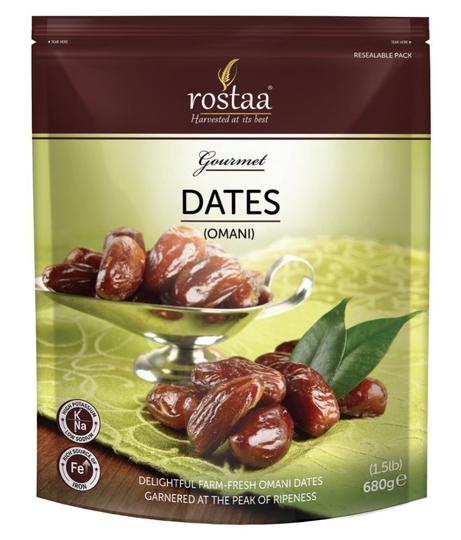 TEAR HERE
TEAR HERE
RESEALABLE PACK
rostaa®
Harvested at its best
Gourmet
DATES
(OMANI)
HIGH POTASSIUM
K
Na
LOW SODIUM
RICH SOURCE OF
Fe
IRON
DELIGHTFUL FARM-FRESH OMANI DATES
GARNERED AT THE PEAK OF RIPENESS
(1.5lb)
680g℮